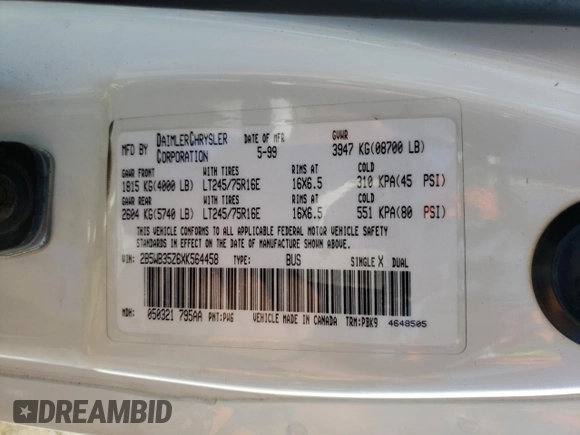 MFD BY DAIMLERCHRYSLER CORPORATION DATE OF MFR 5-99 GVWR 3947 KG(08700 LB)
GAWR FRONT WITH TIRES RIMS AT COLD
1815 KG(4000 LB) LT245/75R16E 16X6.5 310 KPA(45 PSI)
GAWR REAR WITH TIRES RIMS AT COLD
2604 KG(5740 LB) LT245/75R16E 16X6.5 551 KPA(80 PSI)
THIS VEHICLE CONFORMS TO ALL APPLICABLE FEDERAL MOTOR VEHICLE SAFETY
STANDARDS IN EFFECT ON THE DATE OF MANUFACTURE SHOWN ABOVE.
VIN: 2B5WB35Z6XK564458 TYPE: BUS SINGLE X DUAL
MDH: 050321 795AA PNT: PW6 VEHICLE MADE IN CANADA TRM: PBK9 4648505
DREAMBID